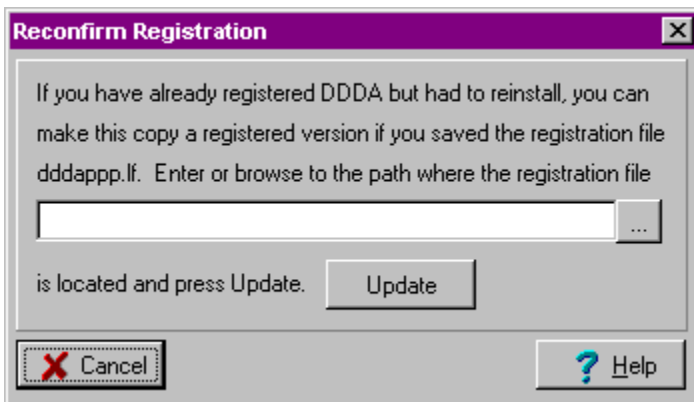 Reconfirm Registration
If you have already registered DDDA but had to reinstall, you can
make this copy a registered version if you saved the registration file
dddappp.lf.  Enter or browse to the path where the registration file
...
is located and press Update.
Update
Cancel
Help